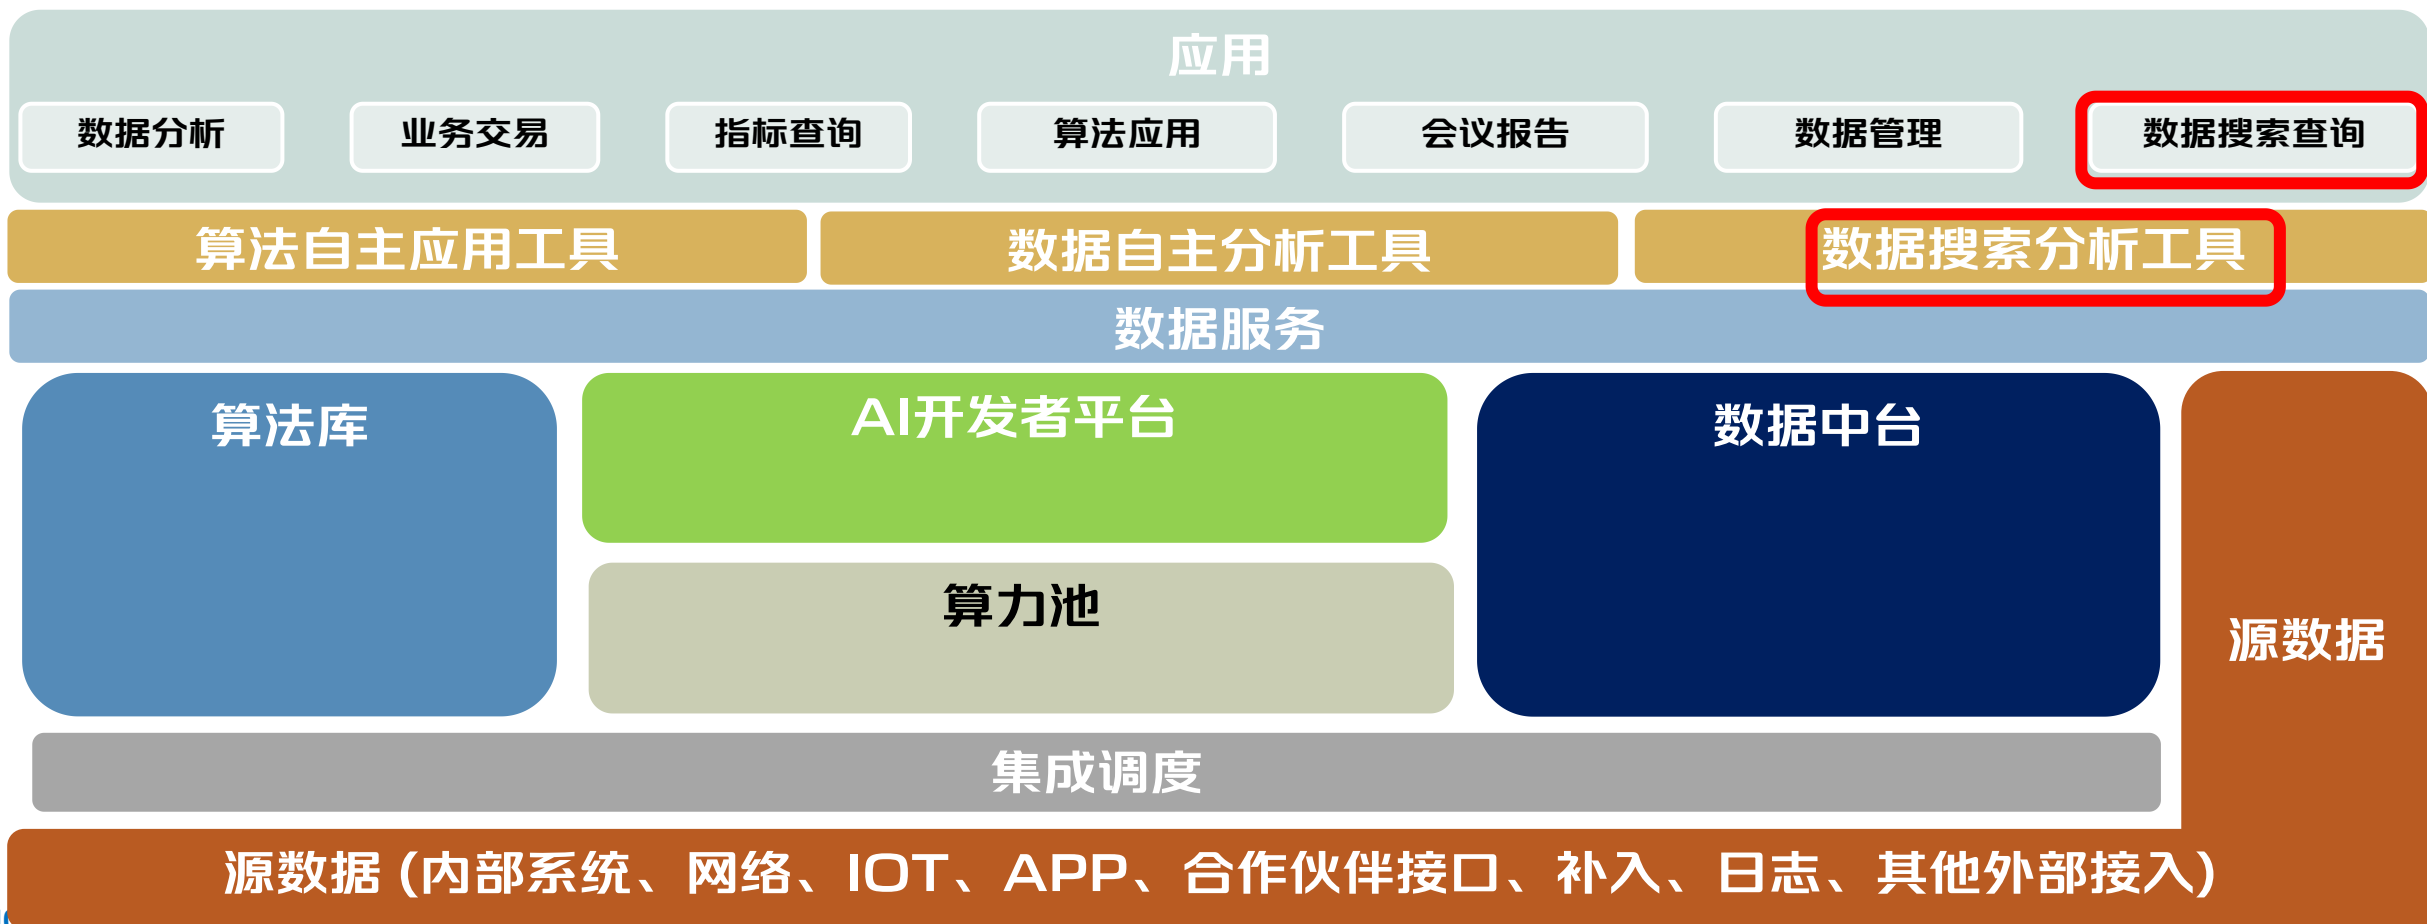 应用
数据分析
业务交易
指标查询
算法应用
会议报告
数据管理
数据搜索查询
算法自主应用工具
数据自主分析工具
数据搜索分析工具
数据服务
算法库
AI开发者平台
数据中台
算力池
源数据
集成调度
源数据 (内部系统、网络、IOT、APP、合作伙伴接口、补入、日志、其他外部接入)